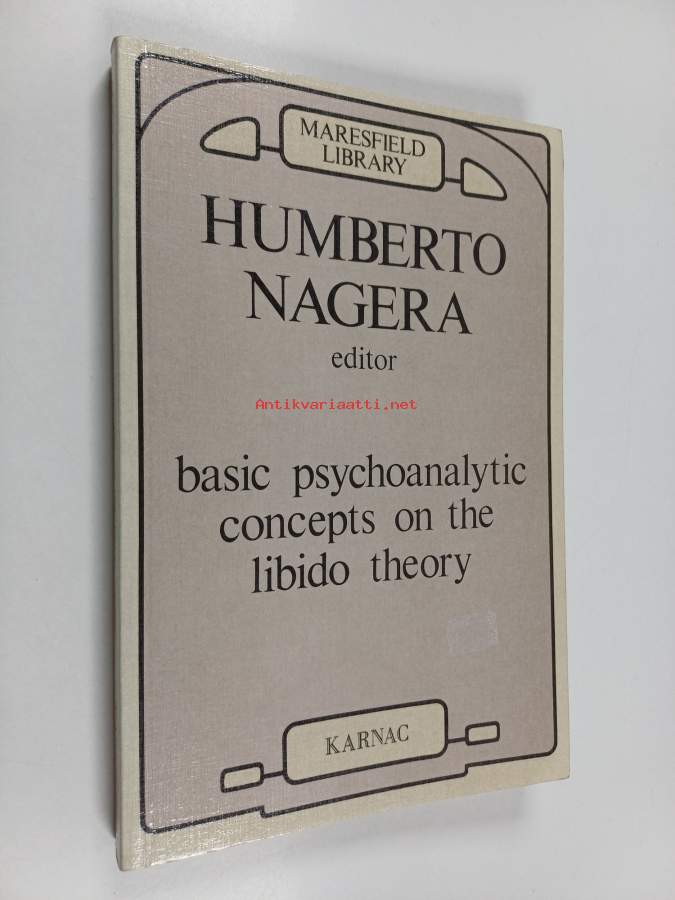 MARESFIELD
LIBRARY
HUMBERTO
NAGERA
editor
Antikvariaatti.net
basic psychoanalytic
concepts on the
libido theory
KARNAC